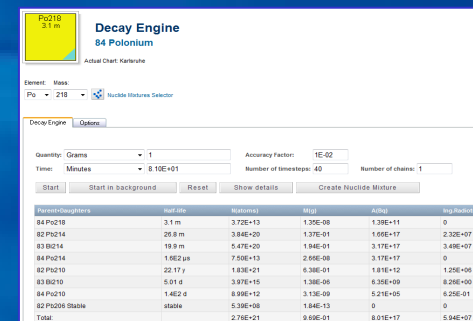 Po218
3.1 m
Decay Engine
84 Polonium
Actual Chart: Karlsruhe
Element: Mass:
Po 218 Nuclide Mixtures Selector
Decay Engine Options
Quantity: Grams 1 Accuracy Factor: 1E-02
Time: Minutes 8.10E+01 Number of timesteps: 40 Number of chains: 1
Start Start in background Reset Show details Create Nuclide Mixture
Parent+Daughters Half-life N(atoms) M(g) A(Bq) Ing.Radiot
84 Po218 3.1 m 3.72E+13 1.35E-08 1.39E+11 0
82 Pb214 26.8 m 3.84E+20 1.37E-01 1.66E+17 2.32E+07
83 Bi214 19.9 m 5.47E+20 1.94E-01 3.17E+17 3.49E+07
84 Po214 1.6E2 µs 7.50E+13 2.66E-08 3.17E+17 0
82 Pb210 22.17 y 1.83E+21 6.38E-01 1.81E+12 1.25E+06
83 Bi210 5.01 d 3.97E+15 1.38E-06 6.35E+09 8.26E+00
84 Po210 1.4E2 d 8.99E+12 3.13E-09 5.21E+05 6.25E-01
82 Pb206 Stable stable 5.39E+08 1.84E-13 0 0
Total: 2.76E+21 9.69E-01 8.01E+17 5.94E+07